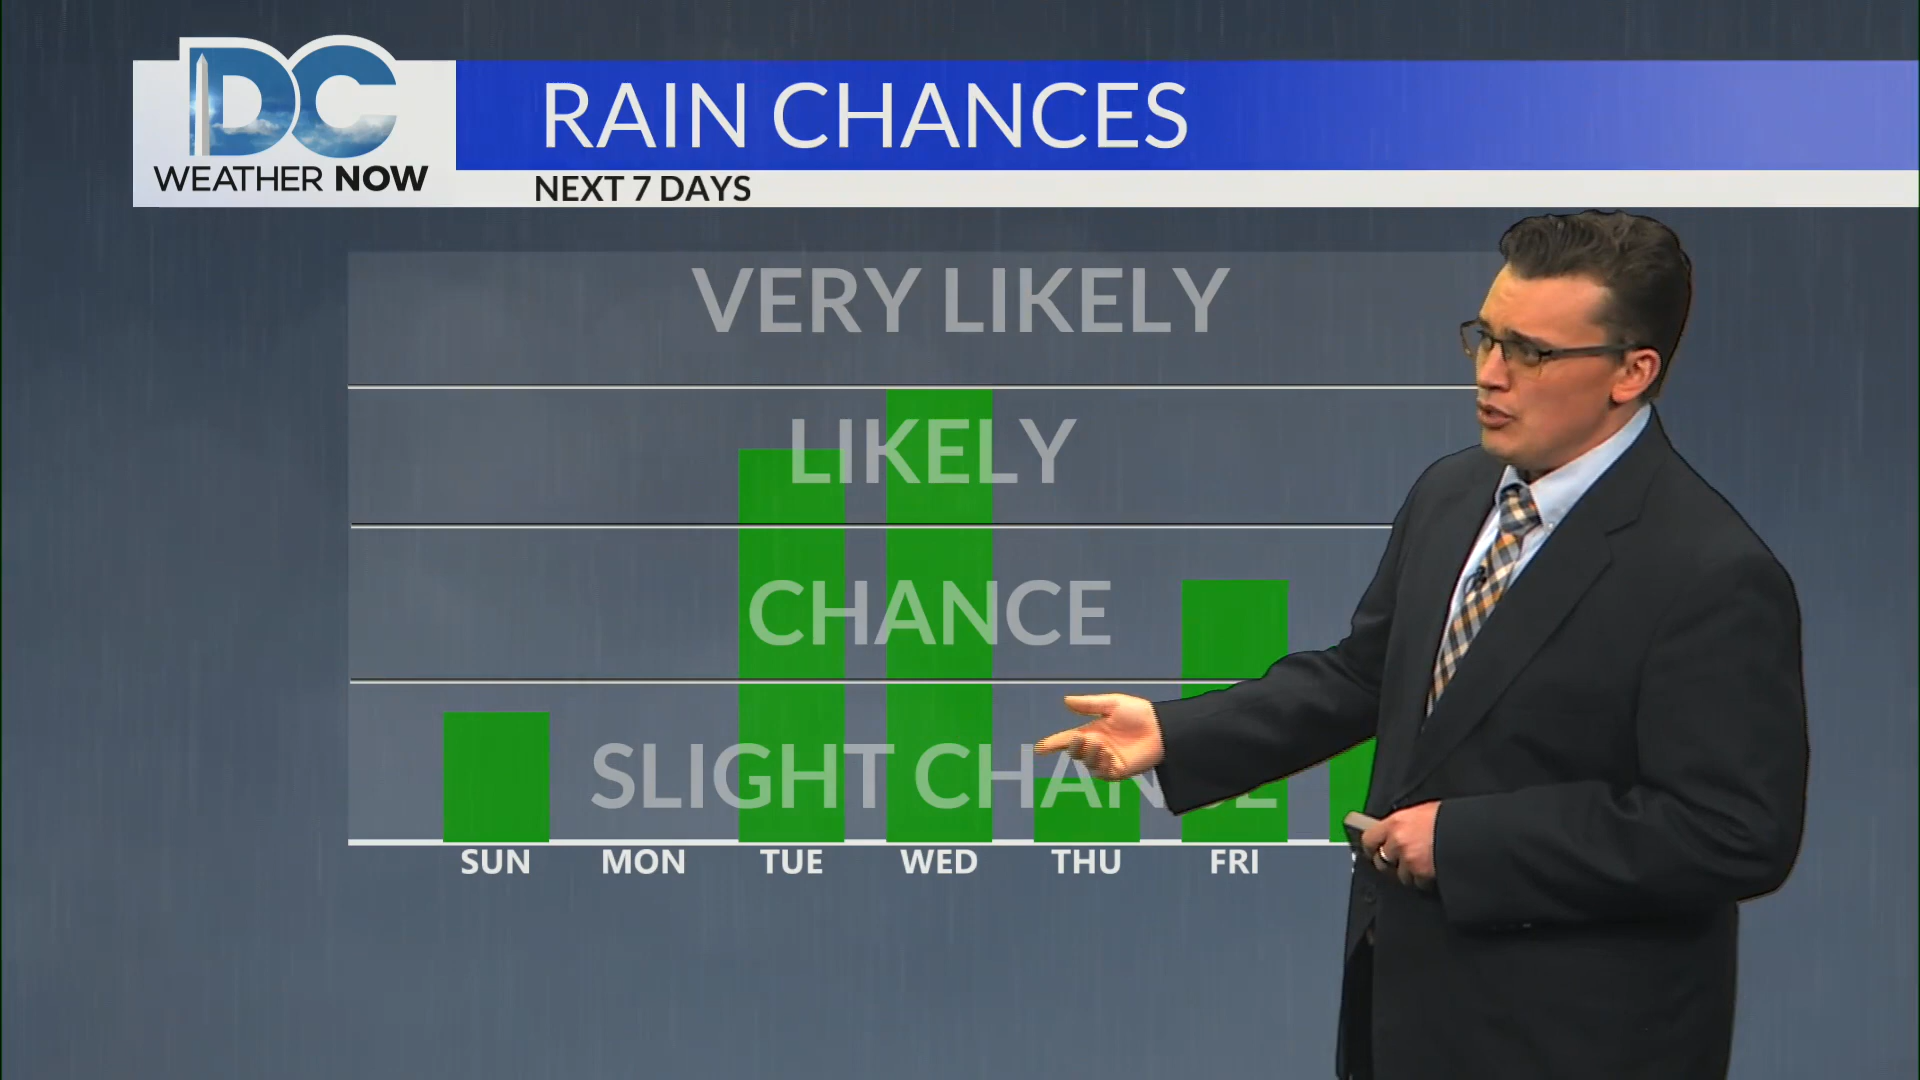 DC
WEATHER NOW
RAIN CHANCES
NEXT 7 DAYS
VERY LIKELY
LIKELY
CHANCE
SLIGHT CHANCE
SUN MON TUE WED THU FRI